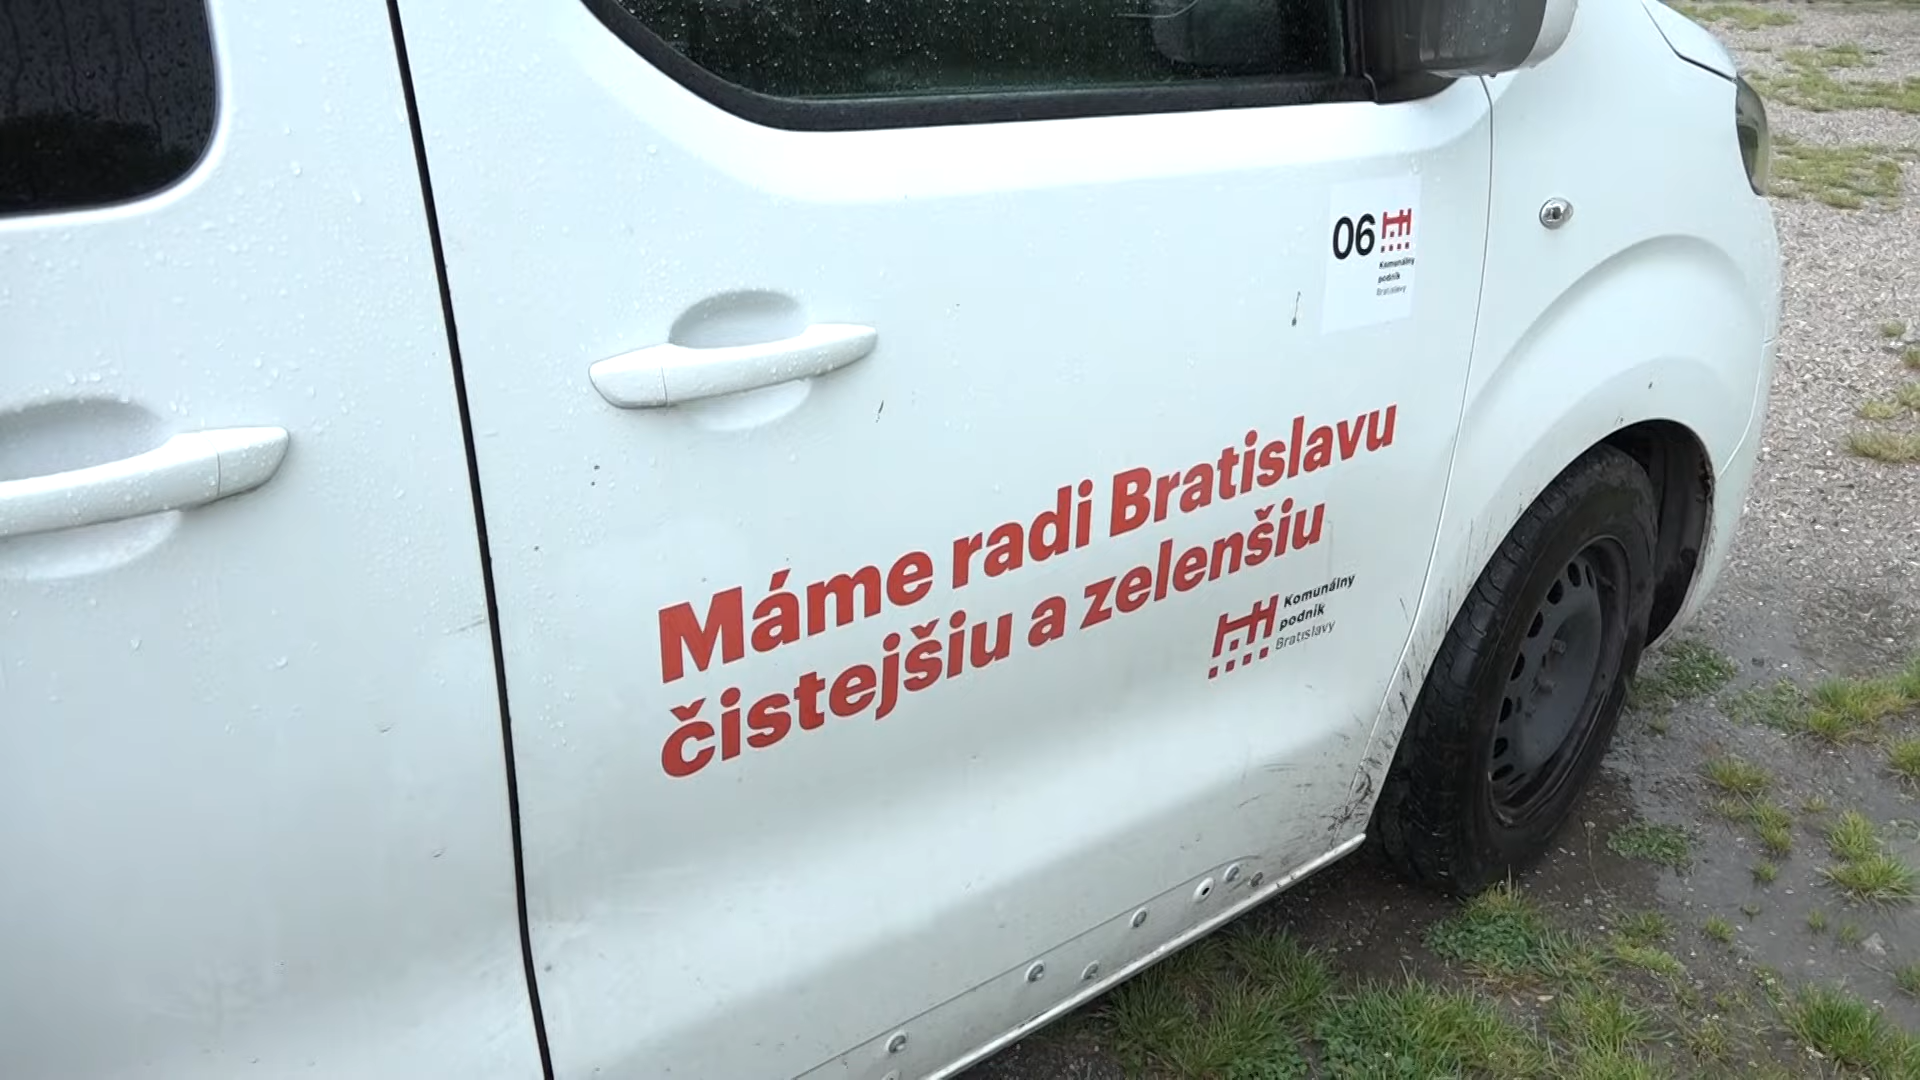 06
Komunálny
podnik
Bratislavy
Máme radi Bratislavu
čistejšiu a zelenšiu
Komunálny
podnik
Bratislavy